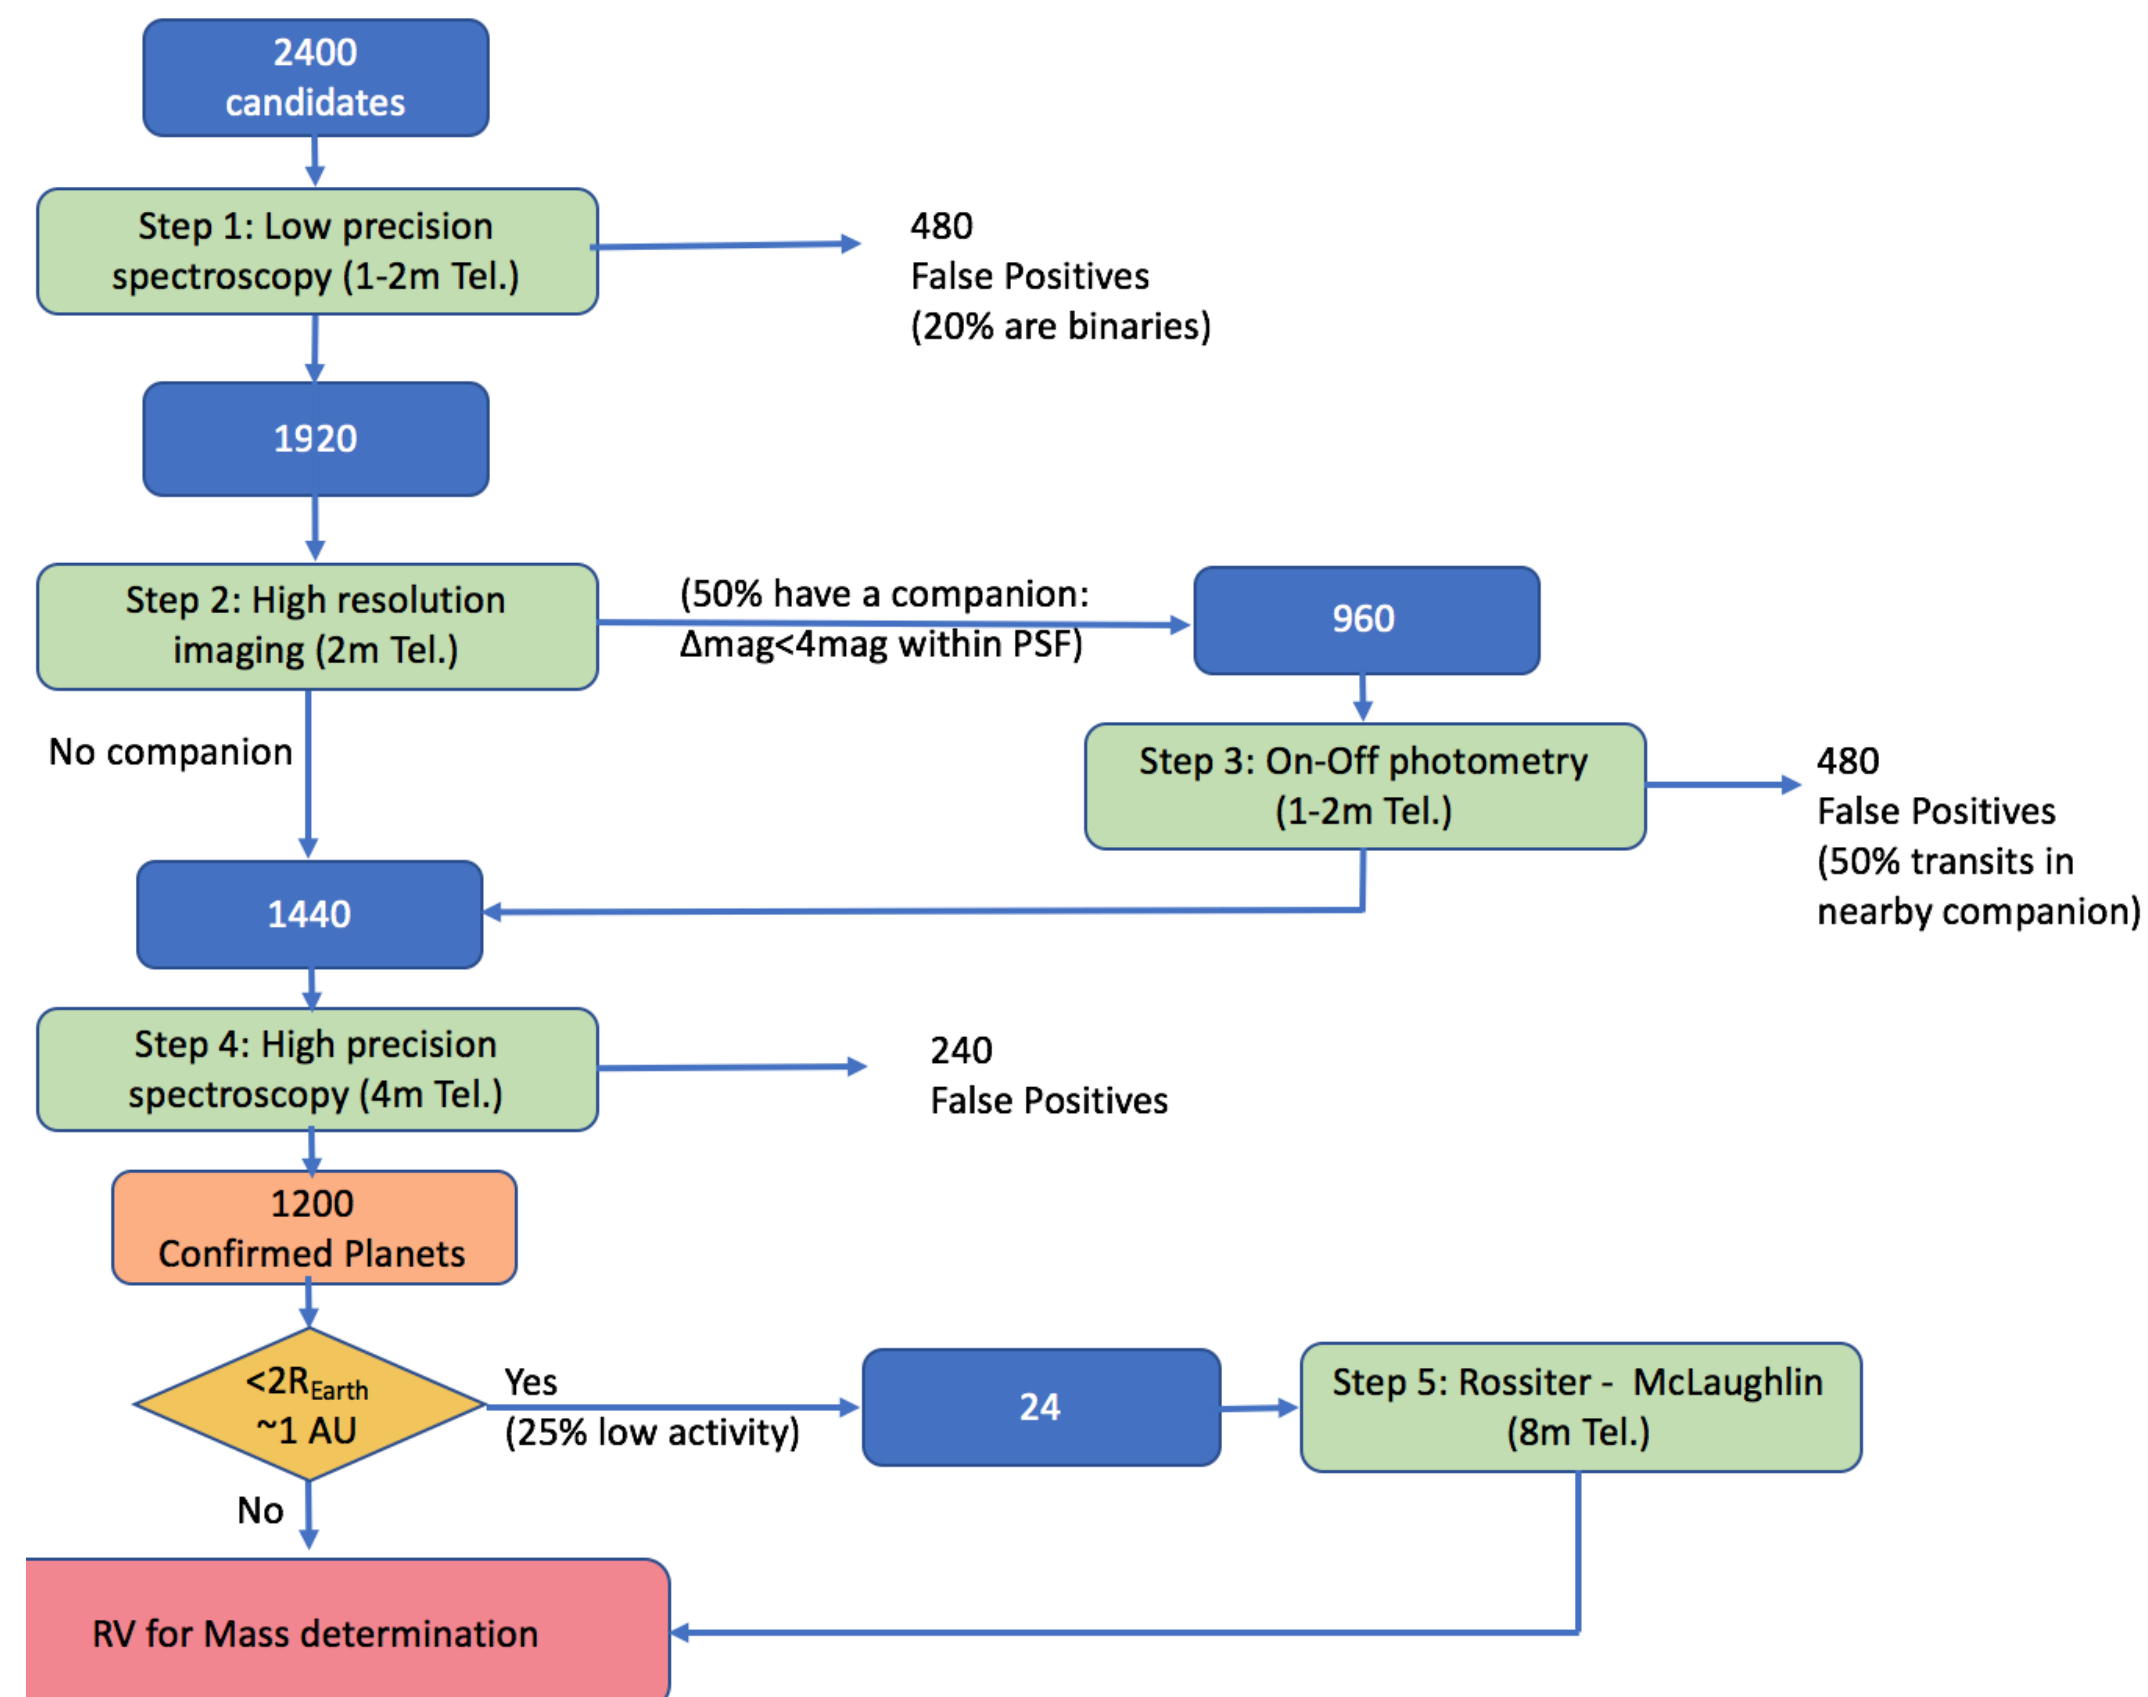 2400
candidates
Step 1: Low precision
spectroscopy (1-2m Tel.)
480
False Positives
(20% are binaries)
1920
Step 2: High resolution
imaging (2m Tel.)
(50% have a companion:
Δmag<4mag within PSF)
960
No companion
Step 3: On-Off photometry
(1-2m Tel.)
480
False Positives
(50% transits in
nearby companion)
1440
Step 4: High precision
spectroscopy (4m Tel.)
240
False Positives
1200
Confirmed Planets
<2REarth
~1 AU
Yes
(25% low activity)
24
Step 5: Rossiter - McLaughlin
(8m Tel.)
No
RV for Mass determination